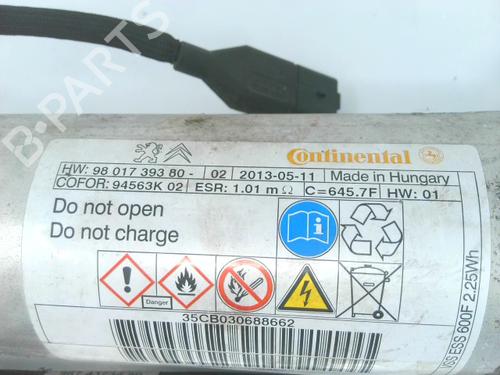 Continental
HW: 98 017 393 80- 02 2013-05-11 Made in Hungary
COFOR: 94563K 02 ESR: 1.01 m Ω C=645.7F HW: 01
Do not open
Do not charge
Danger
35CB030688662
VSS ESS 600F 2.25Wh
B-PARTS